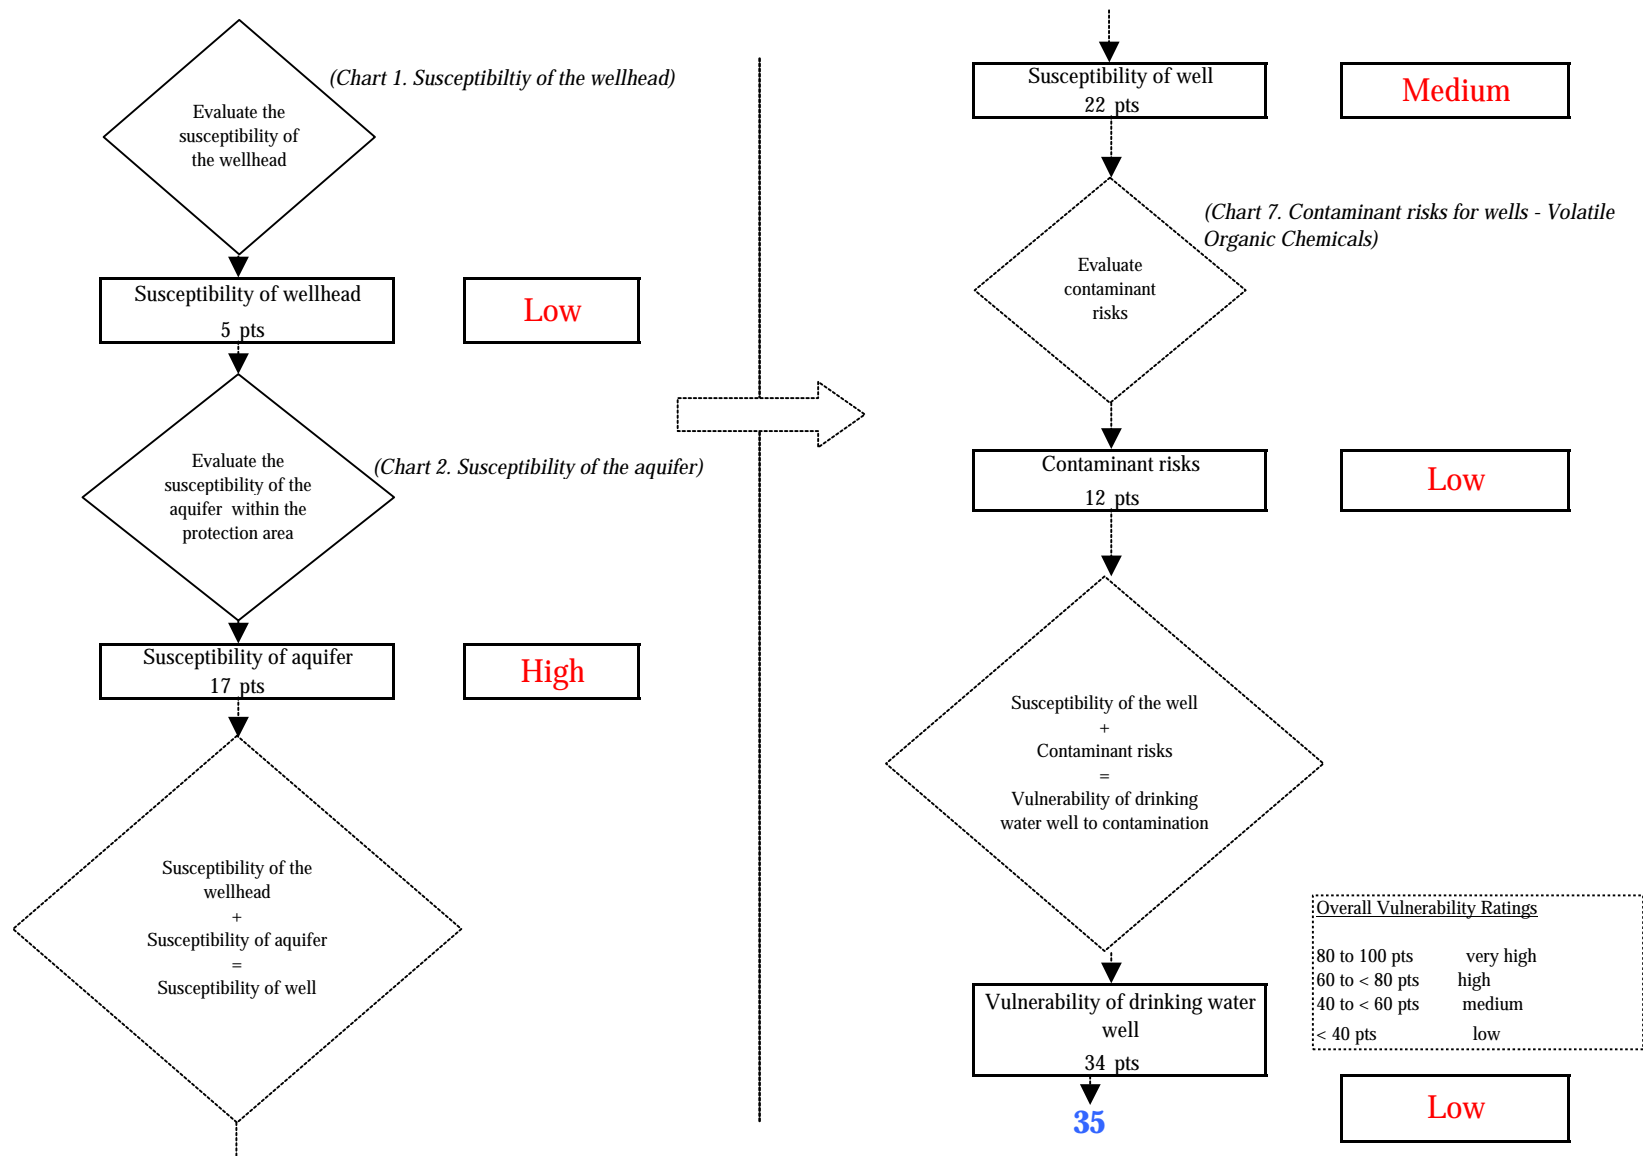 (Chart 1. Susceptibiltiy of the wellhead)
Evaluate the
susceptibility of
the wellhead
Susceptibility of wellhead
5 pts
Low
Evaluate the
susceptibility of the
aquifer within the
protection area
(Chart 2. Susceptibility of the aquifer)
Susceptibility of aquifer
17 pts
High
Susceptibility of the
wellhead
+
Susceptibility of aquifer
=
Susceptibility of well
Susceptibility of well
22 pts
Medium
(Chart 7. Contaminant risks for wells - Volatile
Organic Chemicals)
Evaluate
contaminant
risks
Contaminant risks
12 pts
Low
Susceptibility of the well
+
Contaminant risks
=
Vulnerability of drinking
water well to contamination
Overall Vulnerability Ratings
80 to 100 pts very high
60 to < 80 pts high
40 to < 60 pts medium
< 40 pts low
Vulnerability of drinking water
well
34 pts
35
Low